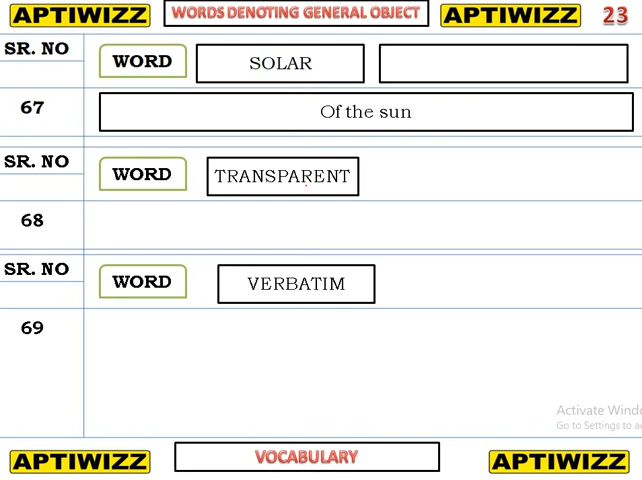 APTIWIZZ WORDS DENOTING GENERAL OBJECT APTIWIZZ 23
SR. NO WORD SOLAR
67 Of the sun
SR. NO WORD TRANSPARENT
68
SR. NO WORD VERBATIM
69
Activate Windo
Go to Settings to a
APTIWIZZ VOCABULARY APTIWIZZ